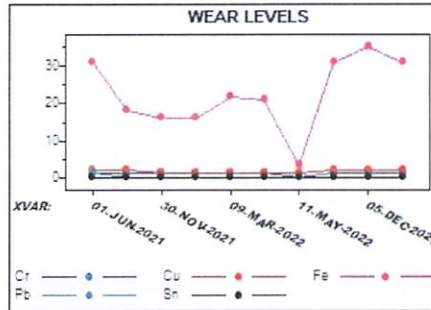 WEAR LEVELS
30
20
10
0
XVAR:
01-JUN-2021
30-NOV-2021
09-MAR-2022
11-MAY-2022
05-DEC-202
Cr Cu Fe
Pb Sn